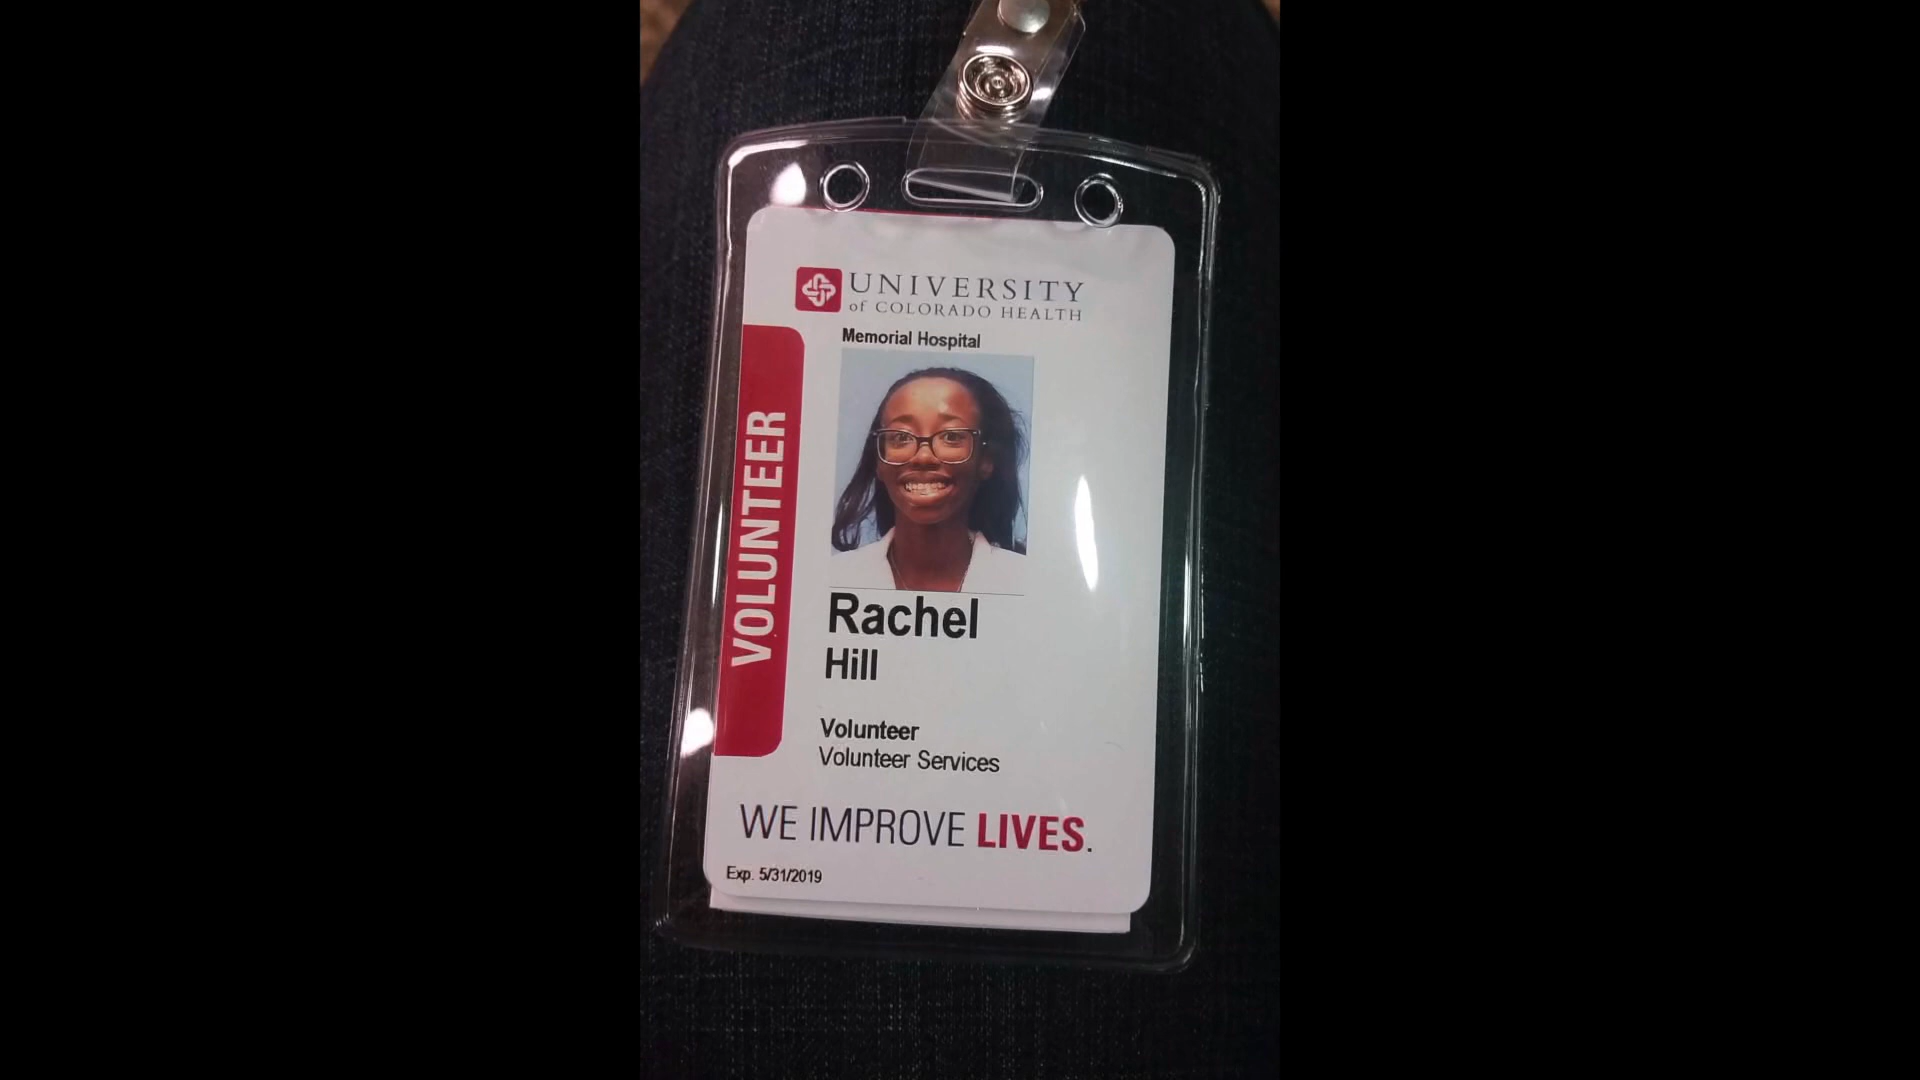 UNIVERSITY
of COLORADO HEALTH
Memorial Hospital
VOLUNTEER
Rachel
Hill
Volunteer
Volunteer Services
WE IMPROVE LIVES.
Exp. 5/31/2019